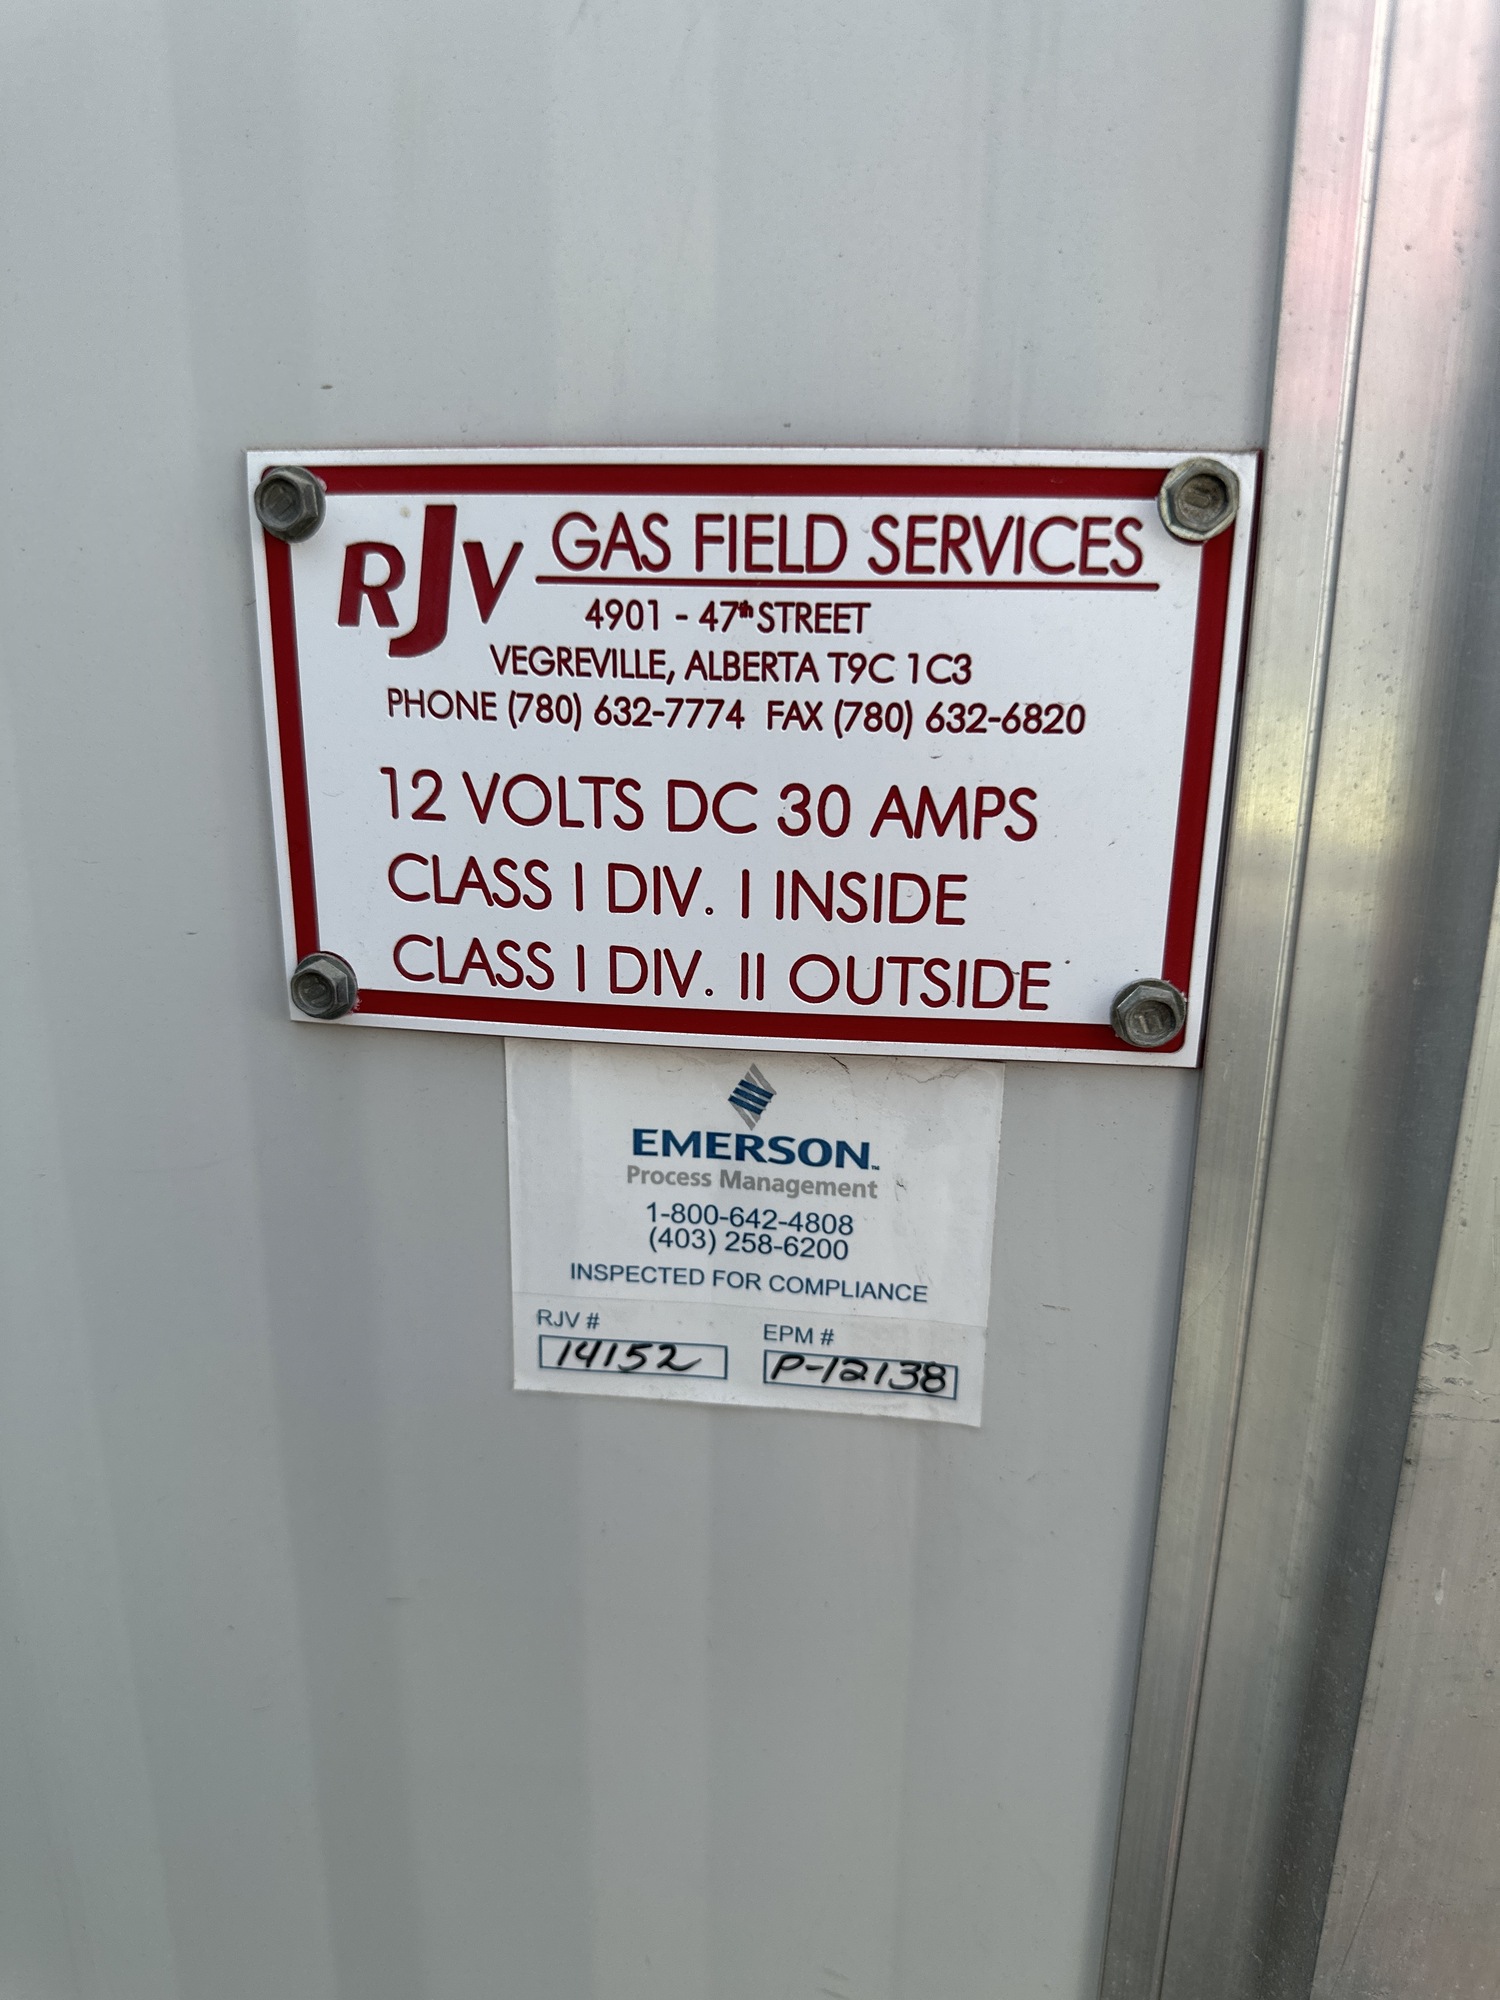 RJV GAS FIELD SERVICES
4901 - 47th STREET
VEGREVILLE, ALBERTA T9C 1C3
PHONE (780) 632-7774 FAX (780) 632-6820
12 VOLTS DC 30 AMPS
CLASS I DIV. I INSIDE
CLASS I DIV. II OUTSIDE
EMERSON™
Process Management
1-800-642-4808
(403) 258-6200
INSPECTED FOR COMPLIANCE
RJV # EPM #
14152 P-12138